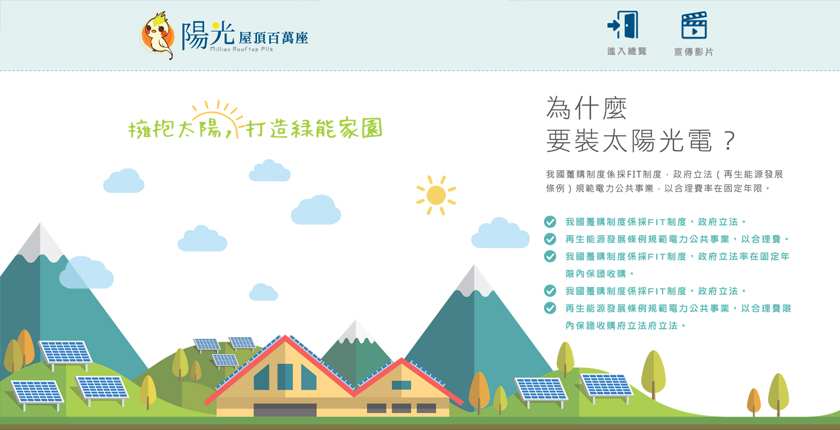 陽光 屋頂百萬座
Million Rooftop PVs
進入總覽
宣傳影片
擁抱太陽,打造綠能家園
為什麼
要裝太陽光電？
我國躉購制度係採FIT制度，政府立法（再生能源發展
條例）規範電力公共事業，以合理費率在固定年限。
我國躉購制度係採FIT制度，政府立法。
再生能源發展條例規範電力公共事業，以合理費。
我國躉購制度係採FIT制度，政府立法率在固定年
限內保證收購。
我國躉購制度係採FIT制度，政府立法。
再生能源發展條例規範電力公共事業，以合理費限
內保證收購府立法府立法。